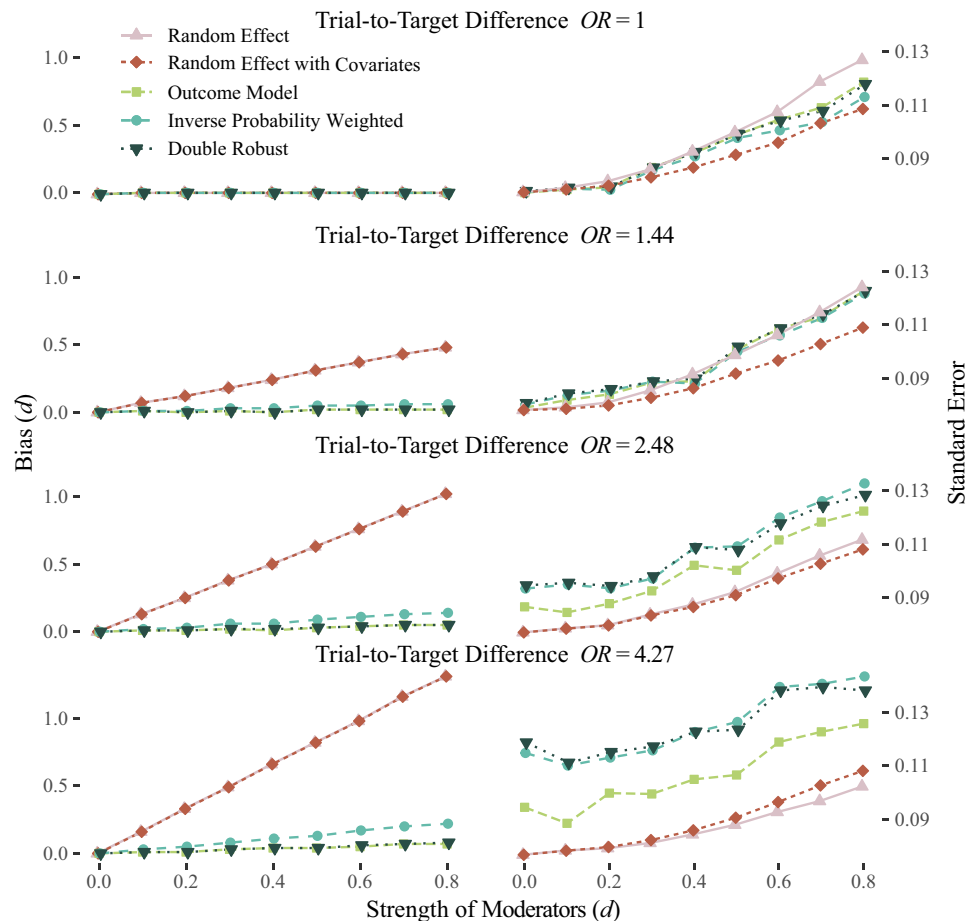 Trial-to-Target Difference OR = 1
Random Effect
Random Effect with Covariates
Outcome Model
Inverse Probability Weighted
Double Robust
1.0
0.5
0.0
0.13
0.11
0.09
Trial-to-Target Difference OR = 1.44
1.0
0.5
0.0
0.13
0.11
0.09
Bias (d)
Standard Error
Trial-to-Target Difference OR = 2.48
1.0
0.5
0.0
0.13
0.11
0.09
Trial-to-Target Difference OR = 4.27
1.0
0.5
0.0
0.13
0.11
0.09
0.0 0.2 0.4 0.6 0.8 0.0 0.2 0.4 0.6 0.8
Strength of Moderators (d)